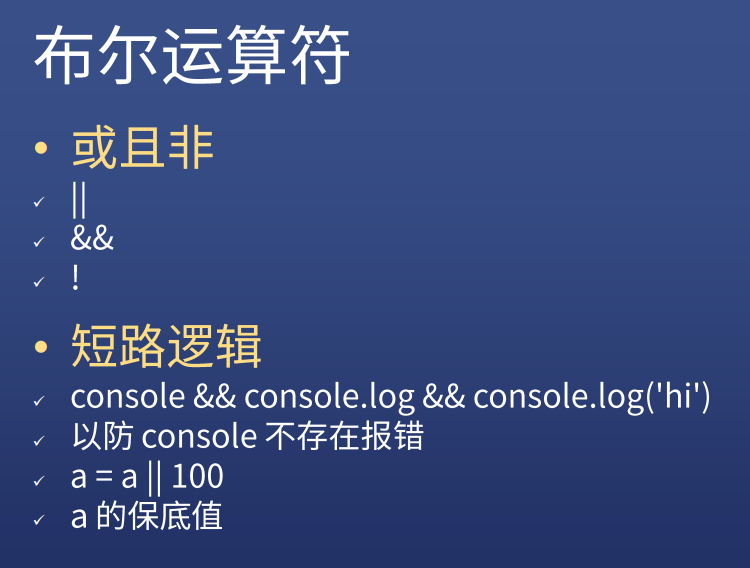 布尔运算符
• 或且非
✓ ||
✓ &&
✓ !
• 短路逻辑
✓ console && console.log && console.log('hi')
✓ 以防 console 不存在报错
✓ a = a || 100
✓ a 的保底值